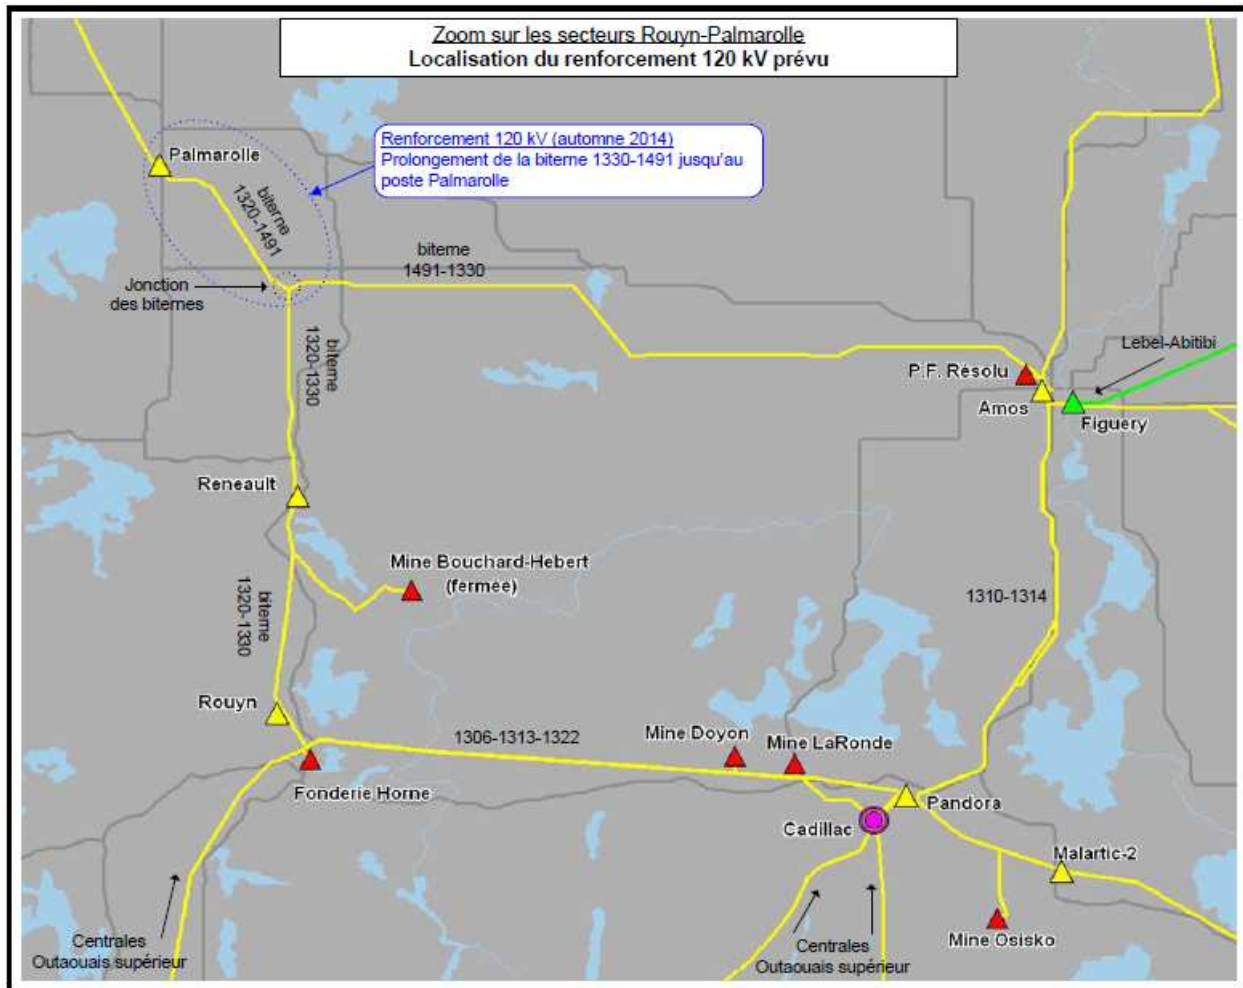 Zoom sur les secteurs Rouyn-Palmarolle
Localisation du renforcement 120 kV prévu
Renforcement 120 kV (automne 2014)
Prolongement de la biterne 1330-1491 jusqu'au
poste Palmarolle
Palmarolle
biterne
1320-1491
biterne
1491-1330
Jonction
des biternes
biterne
1320-1330
Lebel-Abitibi
P.F. Résolu
Amos
Figuery
Reneault
Mine Bouchard-Hebert
(fermée)
biterne
1320-1330
1310-1314
Rouyn
1306-1313-1322
Mine Doyon
Mine LaRonde
Fonderie Horne
Pandora
Cadillac
Malartic-2
Centrales
Outaouais supérieur
Centrales
Outaouais supérieur
Mine Osisko